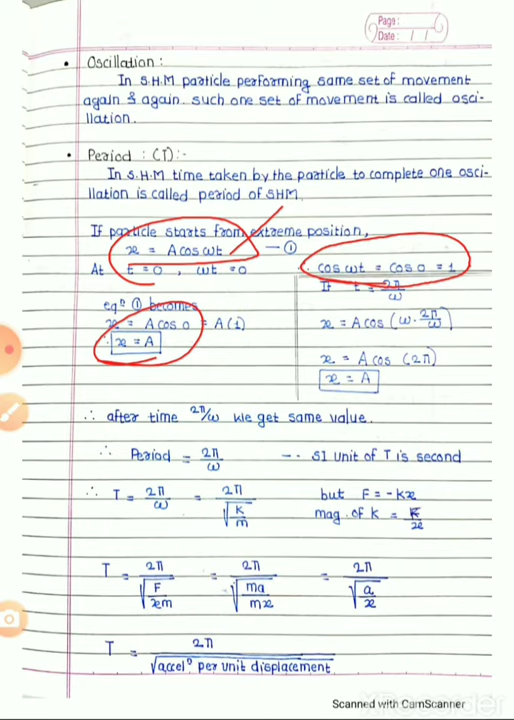 Page :
Date : / /
• Oscillation :
In S.H.M particle performing same set of movement
again & again. such one set of movement is called osci-
llation.
• Period : (T) :-
In S.H.M time taken by the particle to complete one osci-
llation is called period of SHM.
If particle starts from extreme position,
x = A cos ωt — ①
At t = 0 , ωt = 0
∴ cos ωt = cos 0 = 1
eqⁿ ① becomes
x = A cos 0 = A(1)
x = A
If t = 2π/ω
x = A cos (ω · 2π/ω)
x = A cos (2π)
x = A
∴ after time 2π/ω we get same value.
∴ Period = 2π/ω -- SI unit of T is second
∴ T = 2π/ω = 2π/√(k/m) but F = -kx
mag. of k = F/x
T = 2π/√(F/xm) = 2π/√(ma/mx) = 2π/√(a/x)
T = 2π/√(accelⁿ per unit displacement)
Scanned with CamScanner
XRecorder